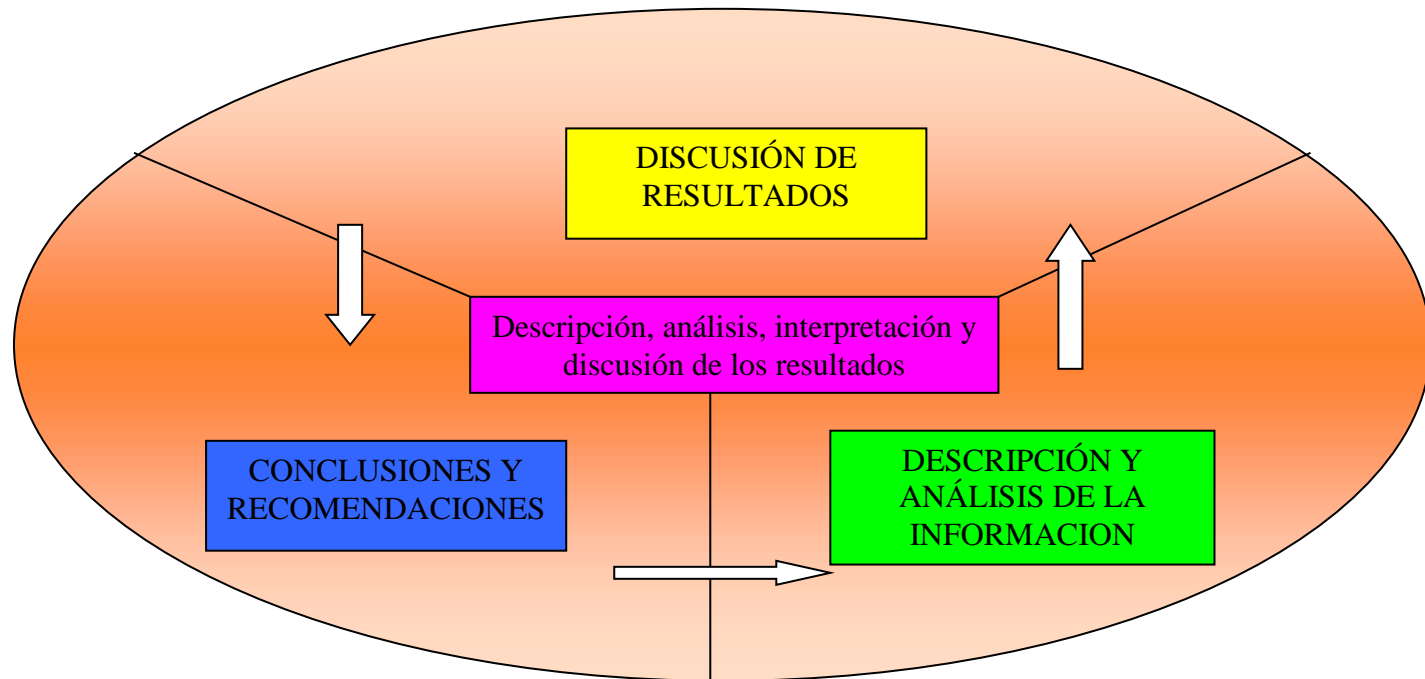 DISCUSIÓN DE
RESULTADOS
Descripción, análisis, interpretación y
discusión de los resultados
CONCLUSIONES Y
RECOMENDACIONES
DESCRIPCIÓN Y
ANÁLISIS DE LA
INFORMACION